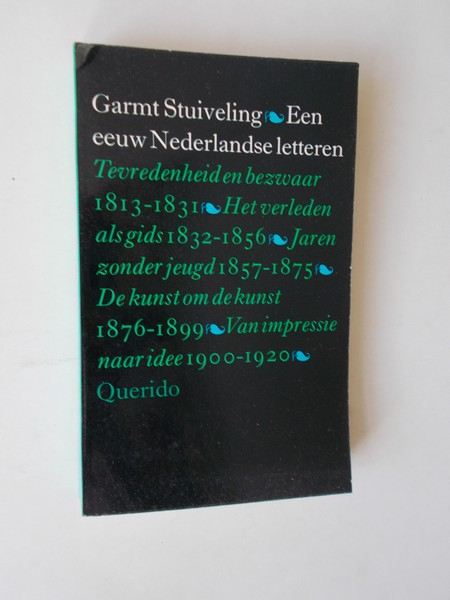 Garmt Stuiveling Een
eeuw Nederlandse letteren
Tevredenheid en bezwaar
1813-1831 Het verleden
als gids 1832-1856 Jaren
zonder jeugd 1857-1875
De kunst om de kunst
1876-1899 Van impressie
naar idee 1900-1920
Querido